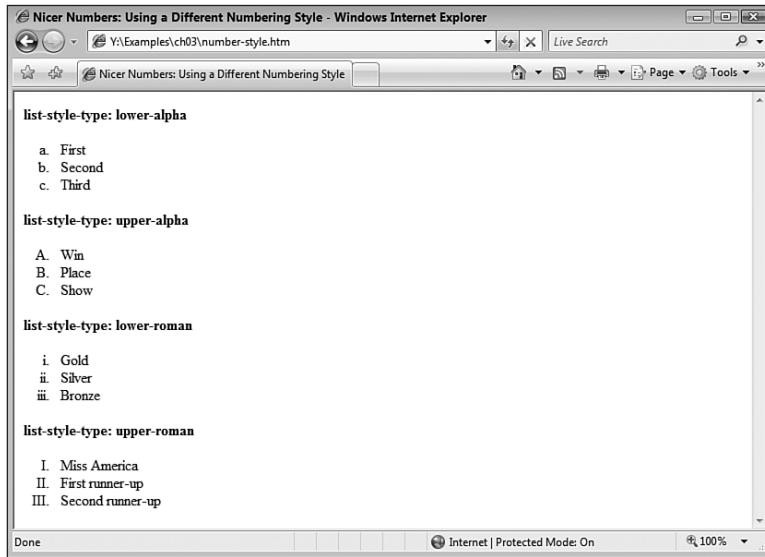 Nicer Numbers: Using a Different Numbering Style - Windows Internet Explorer
Y:\Examples\ch03\number-style.htm
Live Search
Nicer Numbers: Using a Different Numbering Style
Page
Tools
list-style-type: lower-alpha
a. First
b. Second
c. Third
list-style-type: upper-alpha
A. Win
B. Place
C. Show
list-style-type: lower-roman
i. Gold
ii. Silver
iii. Bronze
list-style-type: upper-roman
I. Miss America
II. First runner-up
III. Second runner-up
Done
Internet | Protected Mode: On
100%